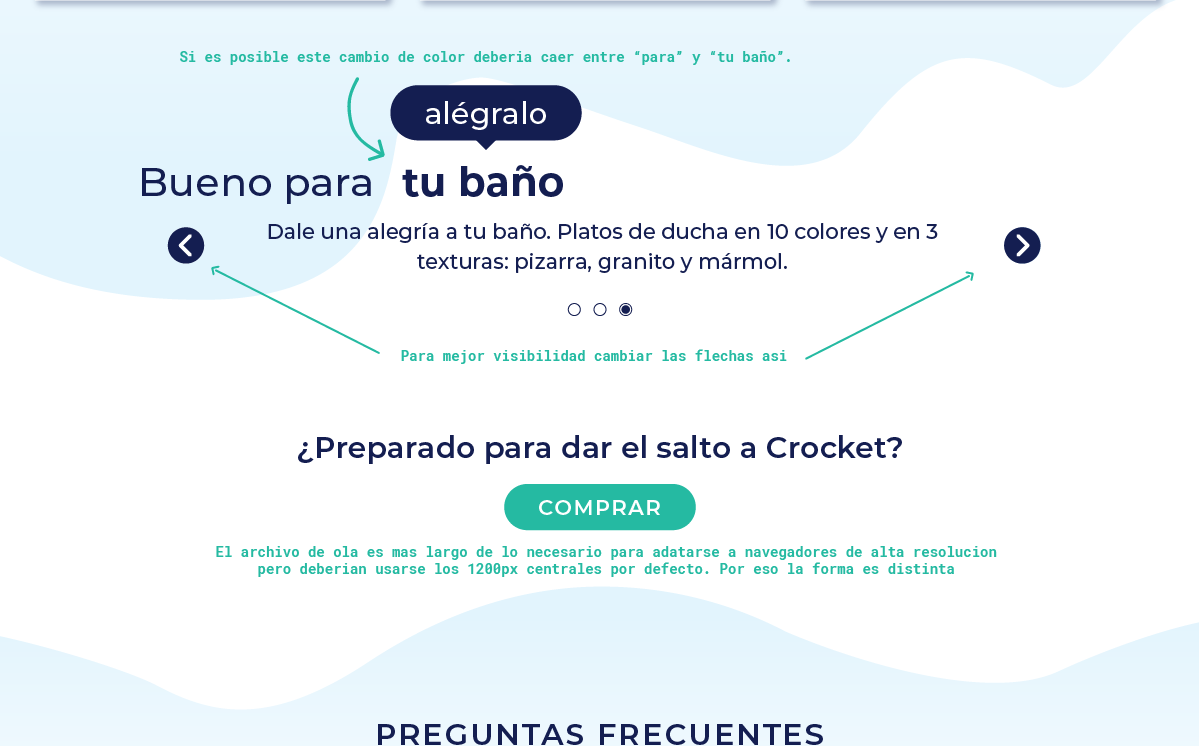 Si es posible este cambio de color deberia caer entre “para” y “tu baño”.
alégralo
Bueno para tu baño
Dale una alegría a tu baño. Platos de ducha en 10 colores y en 3
texturas: pizarra, granito y mármol.
Para mejor visibilidad cambiar las flechas asi
¿Preparado para dar el salto a Crocket?
COMPRAR
El archivo de ola es mas largo de lo necesario para adatarse a navegadores de alta resolucion
pero deberian usarse los 1200px centrales por defecto. Por eso la forma es distinta
PREGUNTAS FRECUENTES